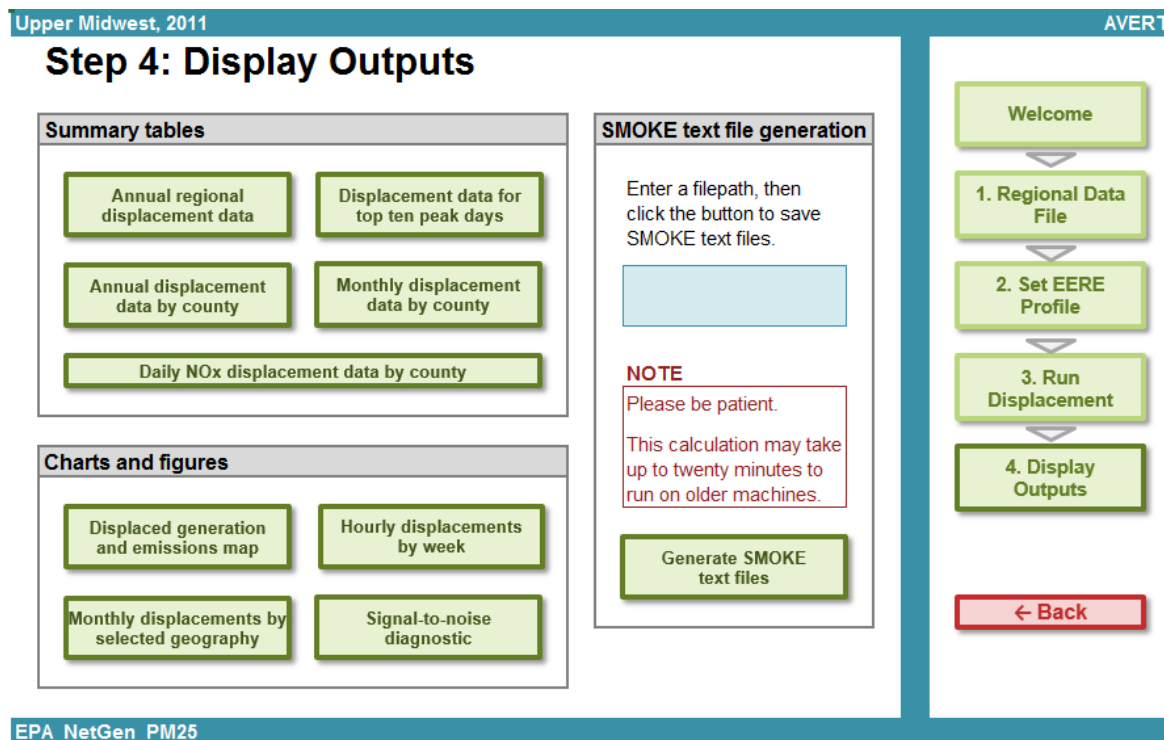 Upper Midwest, 2011
AVERT
Step 4: Display Outputs
Summary tables
Annual regional
displacement data
Displacement data for
top ten peak days
Annual displacement
data by county
Monthly displacement
data by county
Daily NOx displacement data by county
Charts and figures
Displaced generation
and emissions map
Hourly displacements
by week
Monthly displacements by
selected geography
Signal-to-noise
diagnostic
SMOKE text file generation
Enter a filepath, then
click the button to save
SMOKE text files.
NOTE
Please be patient.
This calculation may take
up to twenty minutes to
run on older machines.
Generate SMOKE
text files
Welcome
1. Regional Data
File
2. Set EERE
Profile
3. Run
Displacement
4. Display
Outputs
← Back
EPA_NetGen_PM25